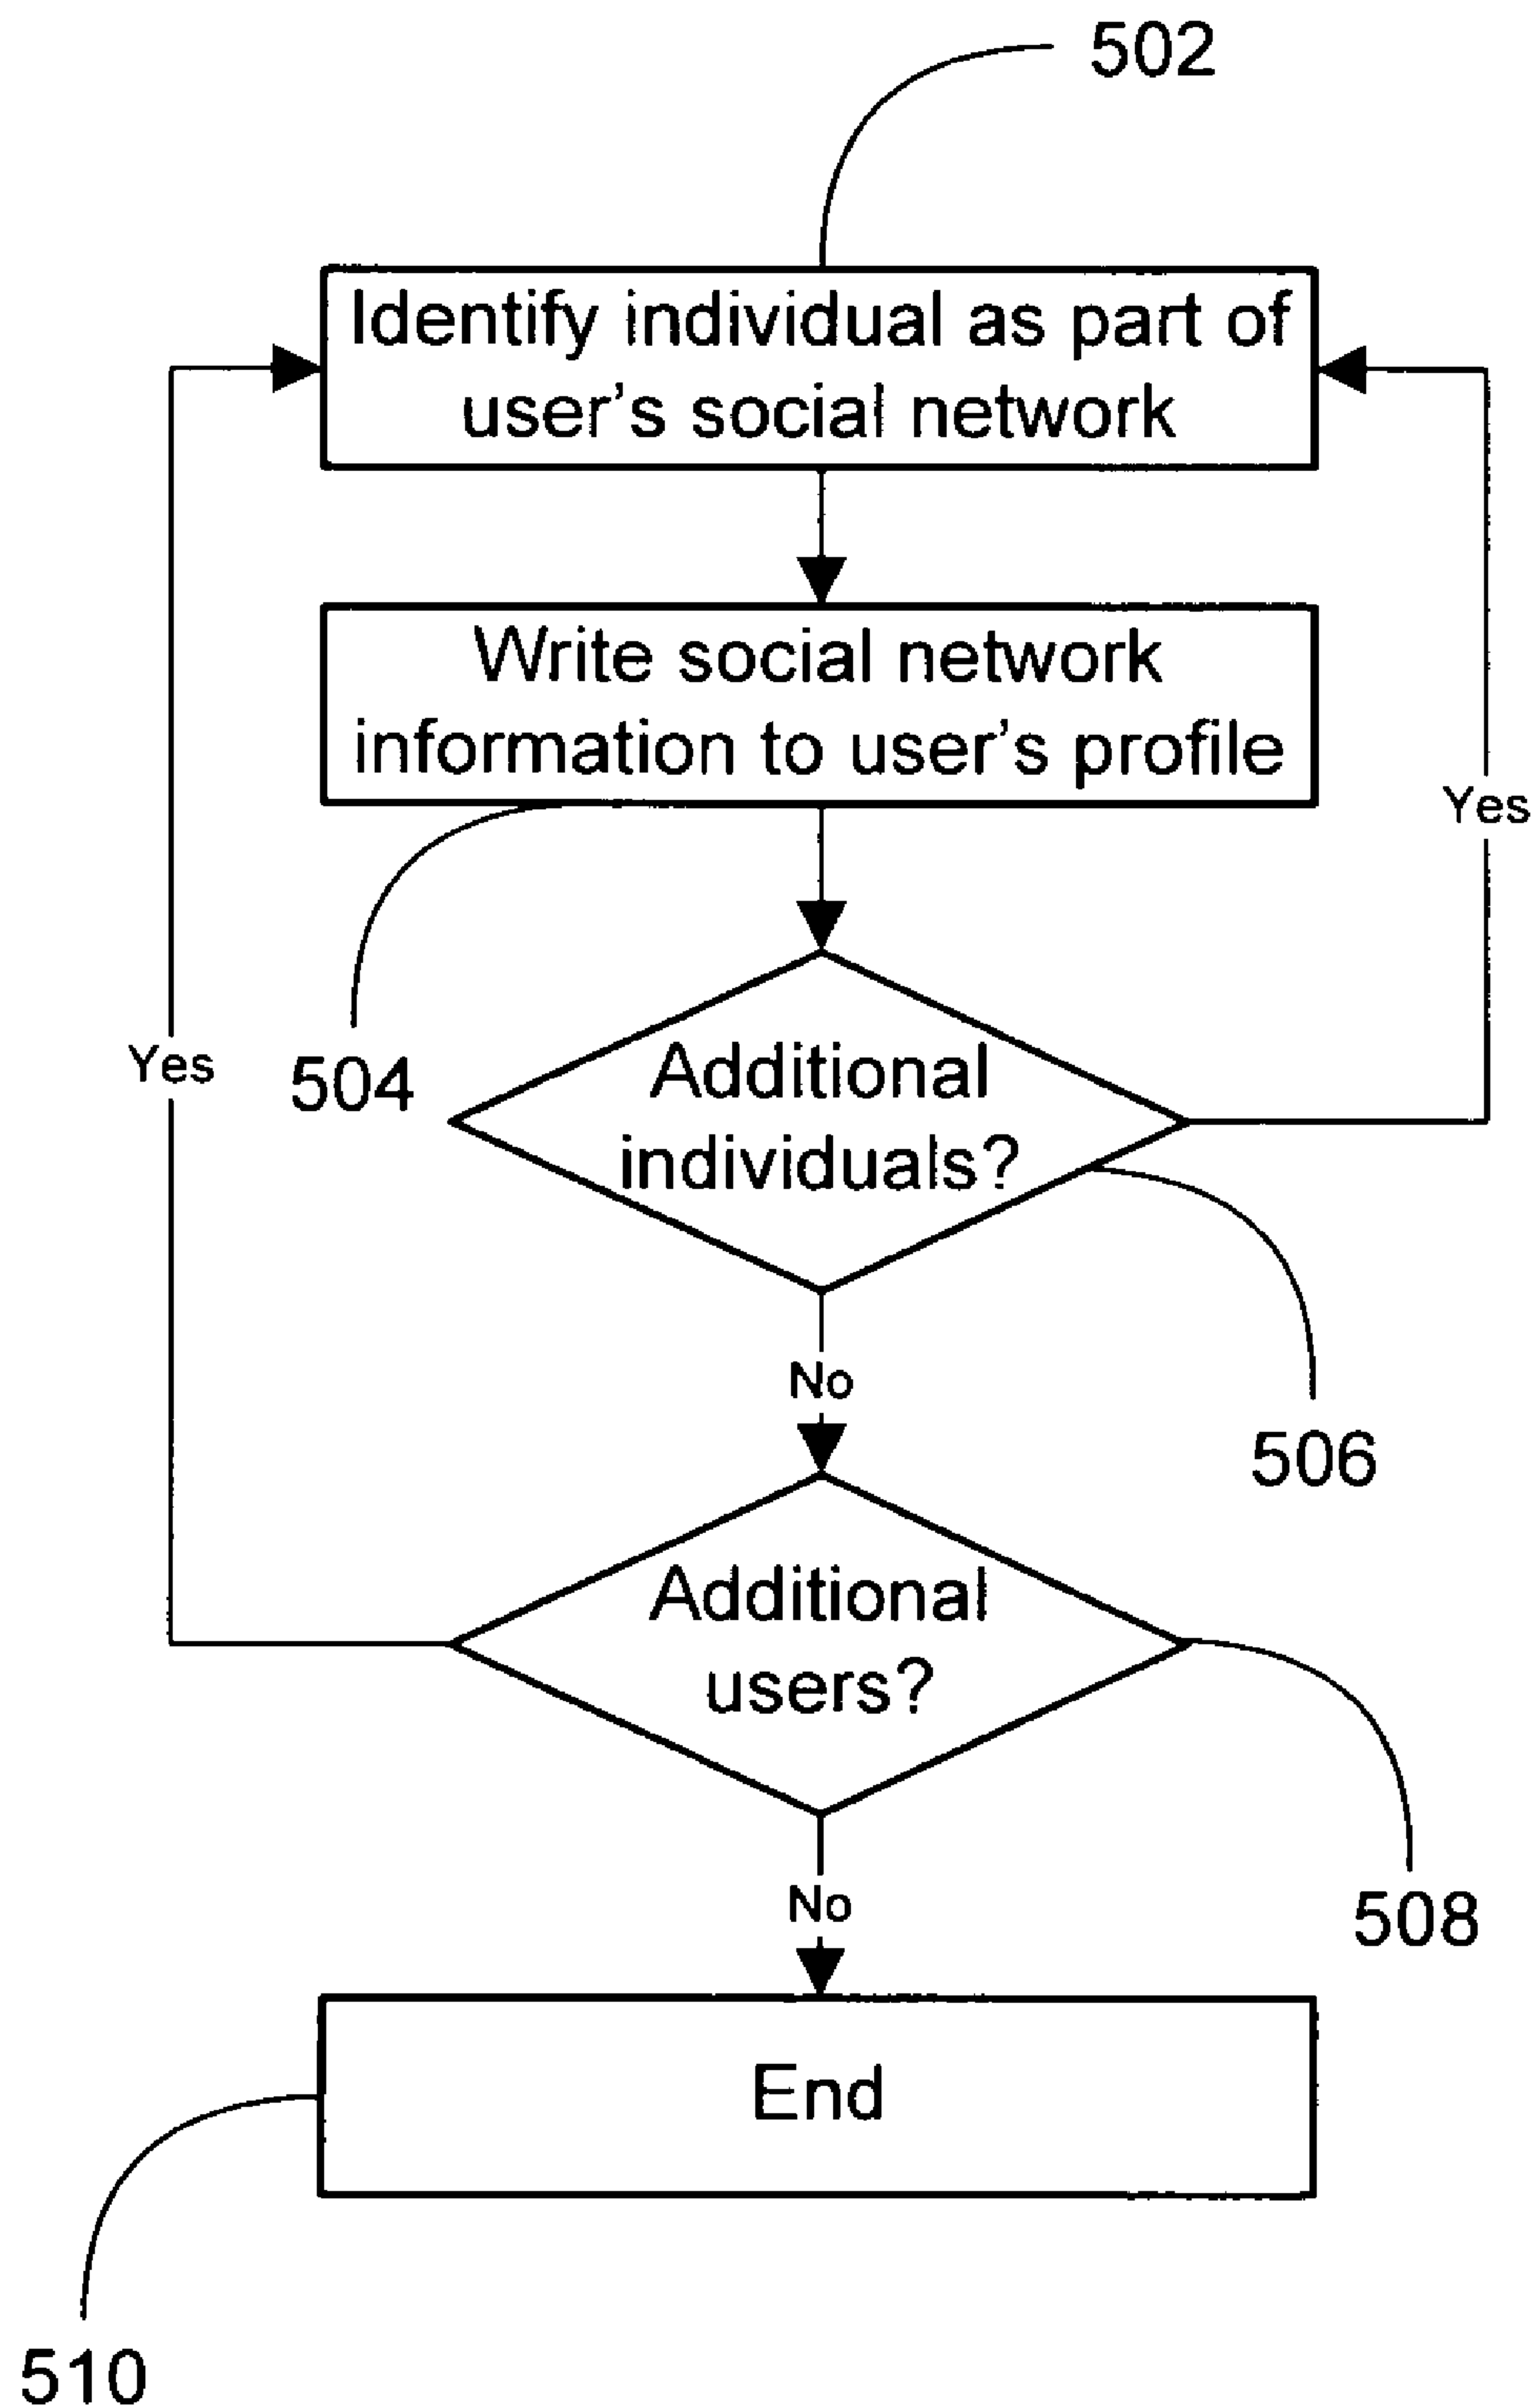 502
Identify individual as part of
user's social network
Write social network
information to user's profile
Yes
Yes
504
Additional
individuals?
No
506
Additional
users?
No
508
End
510